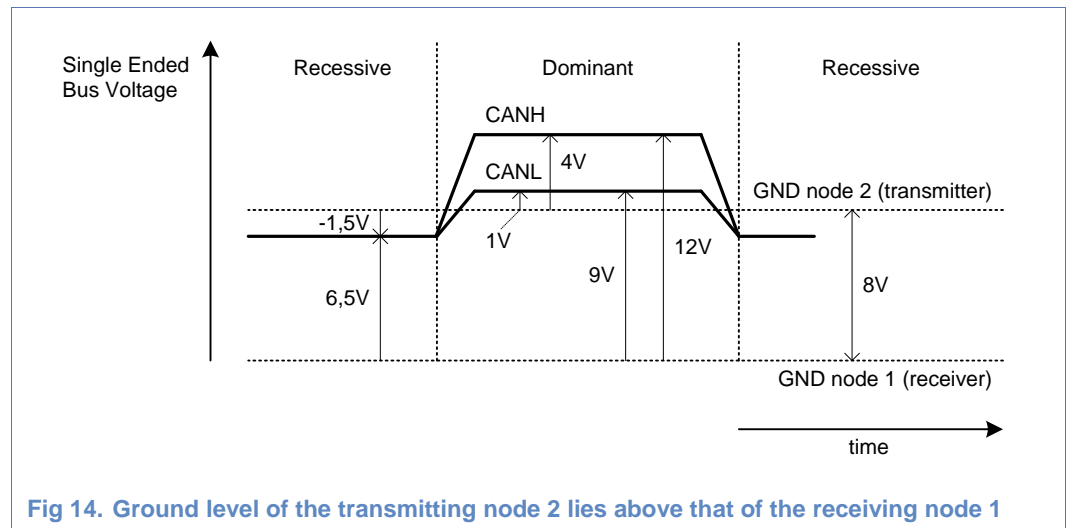 Single Ended
Bus Voltage
Recessive
Dominant
Recessive
CANH
4V
CANL
GND node 2 (transmitter)
-1,5V
1V
12V
9V
8V
6,5V
GND node 1 (receiver)
time
Fig 14. Ground level of the transmitting node 2 lies above that of the receiving node 1